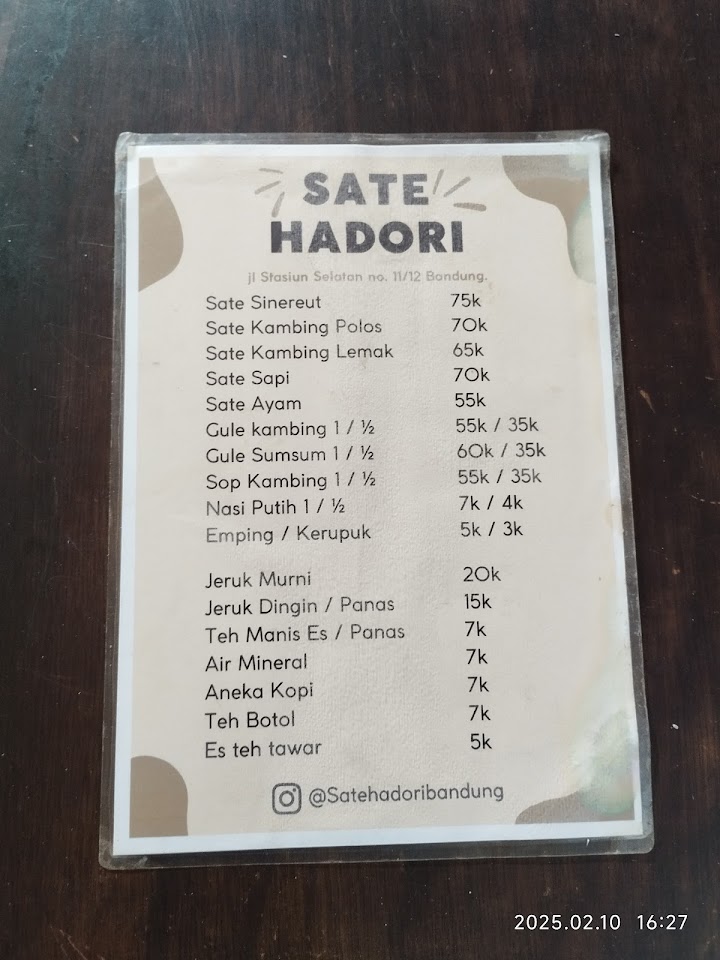 SATE
HADORI
jl Stasiun Selatan no. 11/12 Bandung.
Sate Sinereut 75k
Sate Kambing Polos 70k
Sate Kambing Lemak 65k
Sate Sapi 70k
Sate Ayam 55k
Gule kambing 1 / ½ 55k / 35k
Gule Sumsum 1 / ½ 60k / 35k
Sop Kambing 1 / ½ 55k / 35k
Nasi Putih 1 / ½ 7k / 4k
Emping / Kerupuk 5k / 3k
Jeruk Murni 20k
Jeruk Dingin / Panas 15k
Teh Manis Es / Panas 7k
Air Mineral 7k
Aneka Kopi 7k
Teh Botol 7k
Es teh tawar 5k
@Satehadoribandung
2025.02.10 16:27